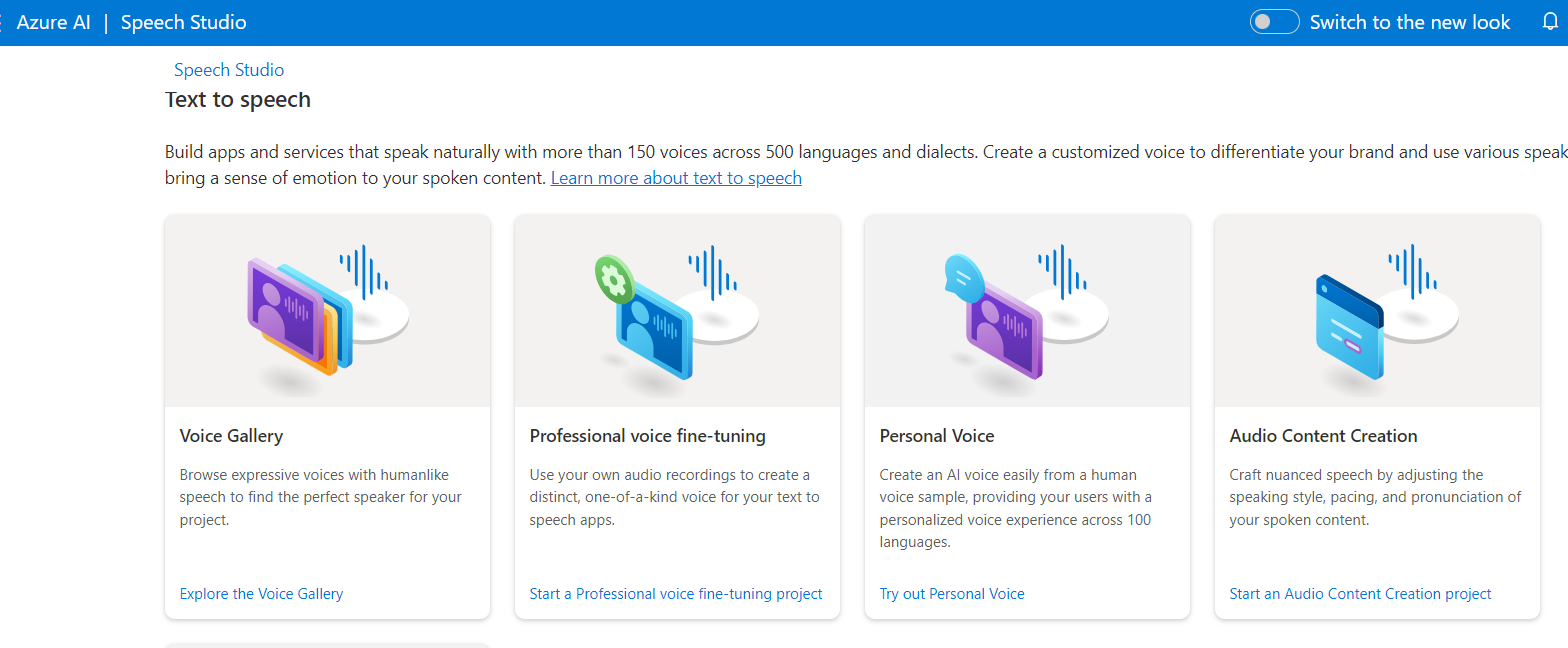 Azure AI | Speech Studio
Switch to the new look
Speech Studio
Text to speech
Build apps and services that speak naturally with more than 150 voices across 500 languages and dialects. Create a customized voice to differentiate your brand and use various speak
bring a sense of emotion to your spoken content. Learn more about text to speech
Voice Gallery
Browse expressive voices with humanlike
speech to find the perfect speaker for your
project.
Explore the Voice Gallery
Professional voice fine-tuning
Use your own audio recordings to create a
distinct, one-of-a-kind voice for your text to
speech apps.
Start a Professional voice fine-tuning project
Personal Voice
Create an AI voice easily from a human
voice sample, providing your users with a
personalized voice experience across 100
languages.
Try out Personal Voice
Audio Content Creation
Craft nuanced speech by adjusting the
speaking style, pacing, and pronunciation of
your spoken content.
Start an Audio Content Creation project